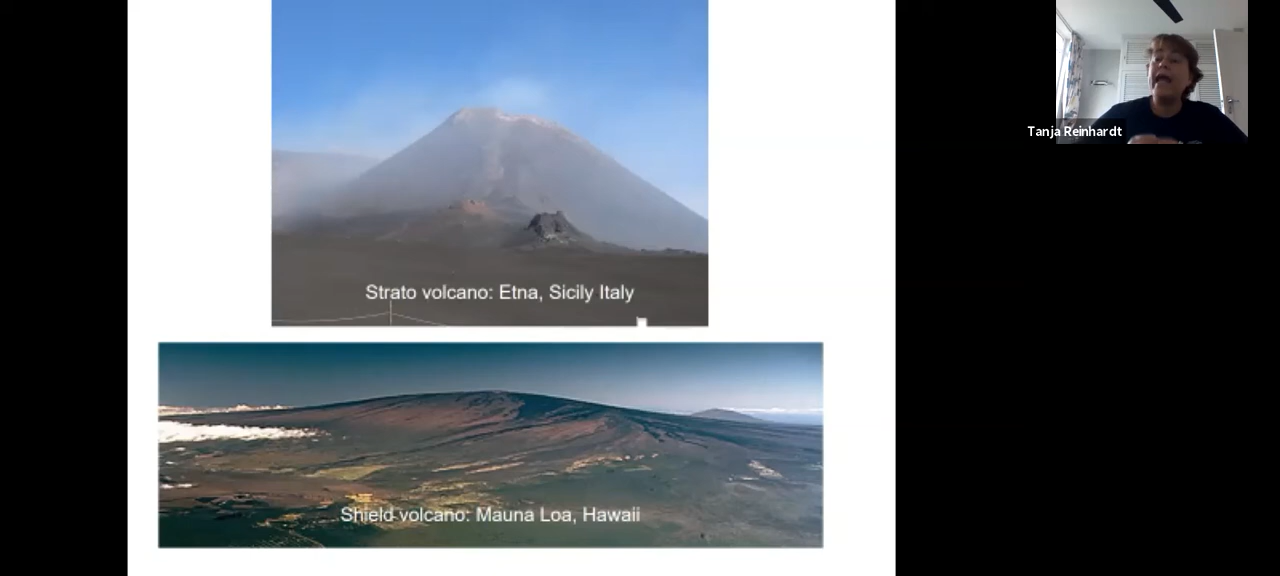 Strato volcano: Etna, Sicily Italy
Shield volcano: Mauna Loa, Hawaii
Tanja Reinhardt